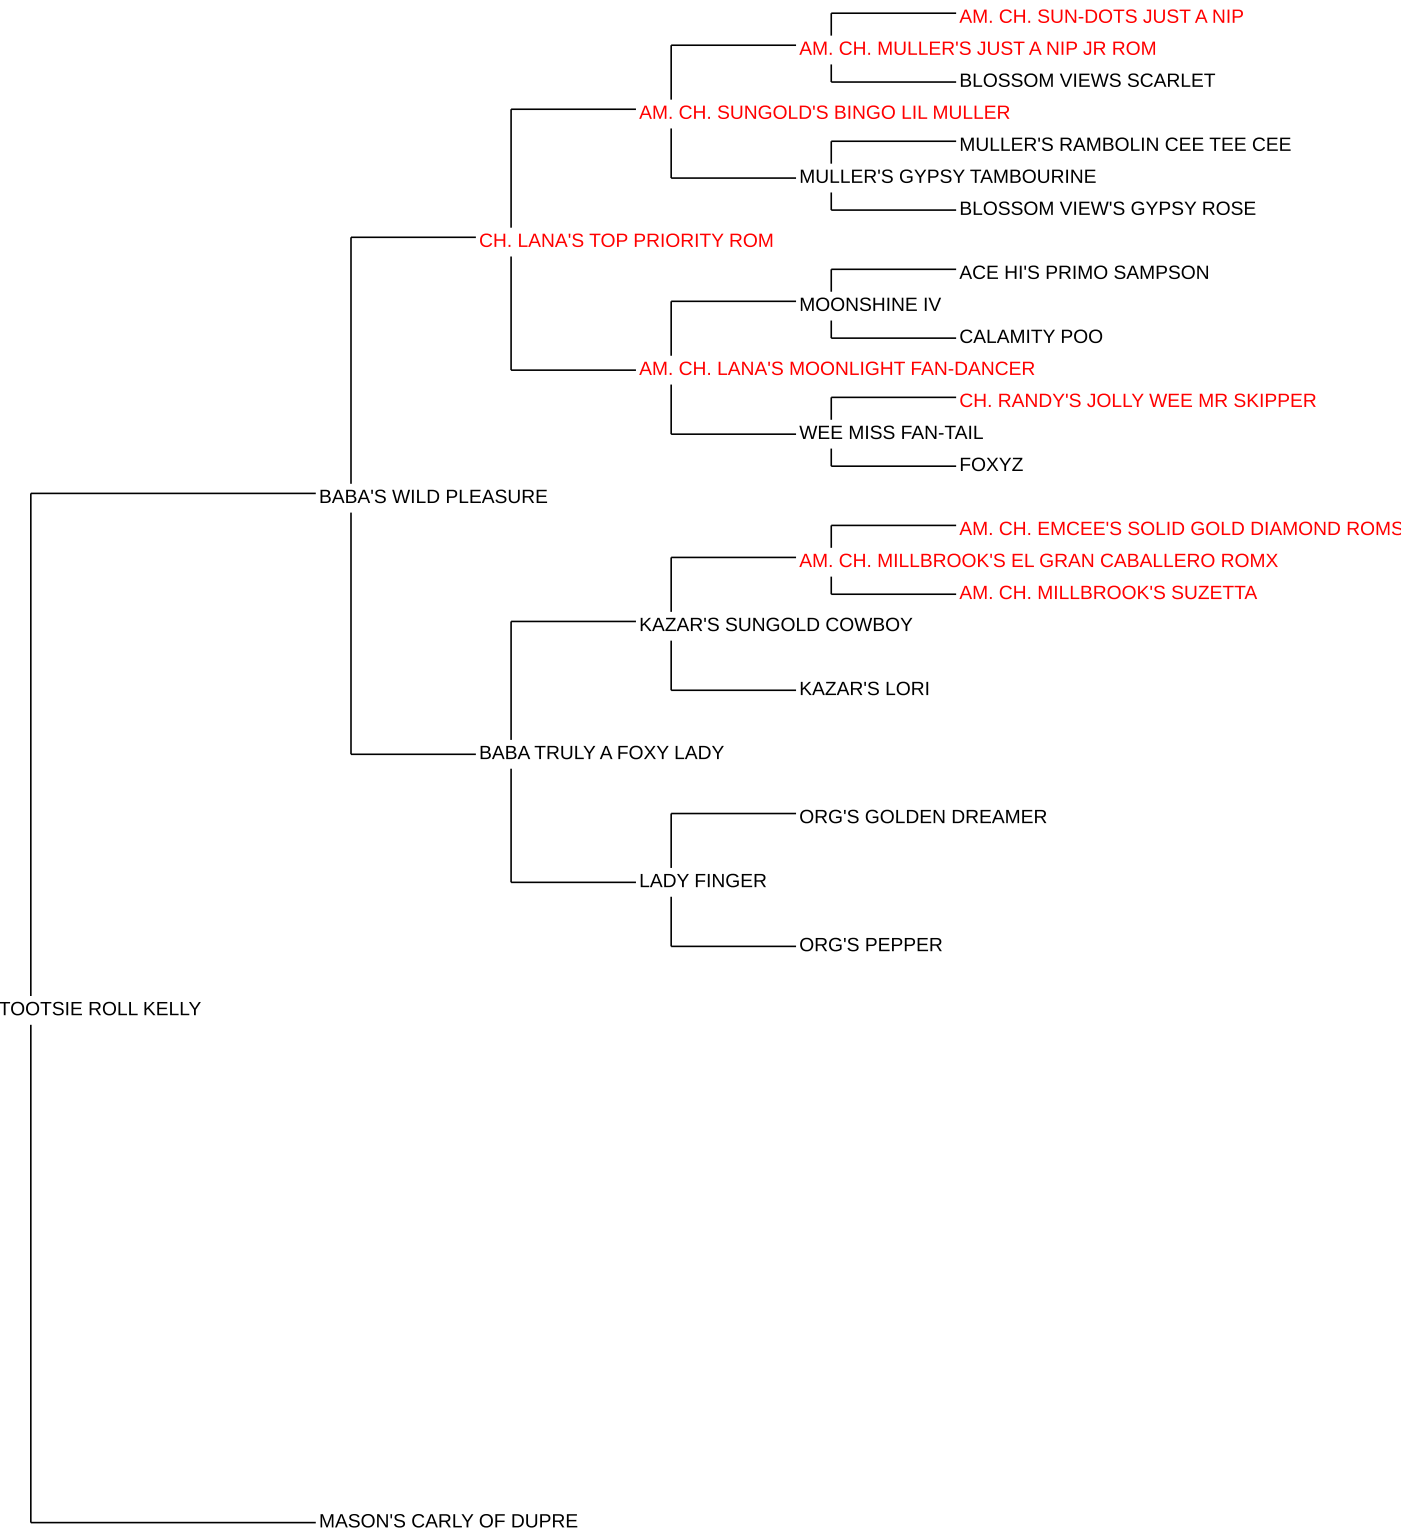 AM. CH. SUN-DOTS JUST A NIP
AM. CH. MULLER'S JUST A NIP JR ROM
BLOSSOM VIEWS SCARLET
AM. CH. SUNGOLD'S BINGO LIL MULLER
MULLER'S RAMBOLIN CEE TEE CEE
MULLER'S GYPSY TAMBOURINE
BLOSSOM VIEW'S GYPSY ROSE
CH. LANA'S TOP PRIORITY ROM
ACE HI'S PRIMO SAMPSON
MOONSHINE IV
CALAMITY POO
AM. CH. LANA'S MOONLIGHT FAN-DANCER
CH. RANDY'S JOLLY WEE MR SKIPPER
WEE MISS FAN-TAIL
FOXYZ
BABA'S WILD PLEASURE
AM. CH. EMCEE'S SOLID GOLD DIAMOND ROMS
AM. CH. MILLBROOK'S EL GRAN CABALLERO ROMX
AM. CH. MILLBROOK'S SUZETTA
KAZAR'S SUNGOLD COWBOY
KAZAR'S LORI
BABA TRULY A FOXY LADY
ORG'S GOLDEN DREAMER
LADY FINGER
ORG'S PEPPER
TOOTSIE ROLL KELLY
MASON'S CARLY OF DUPRE